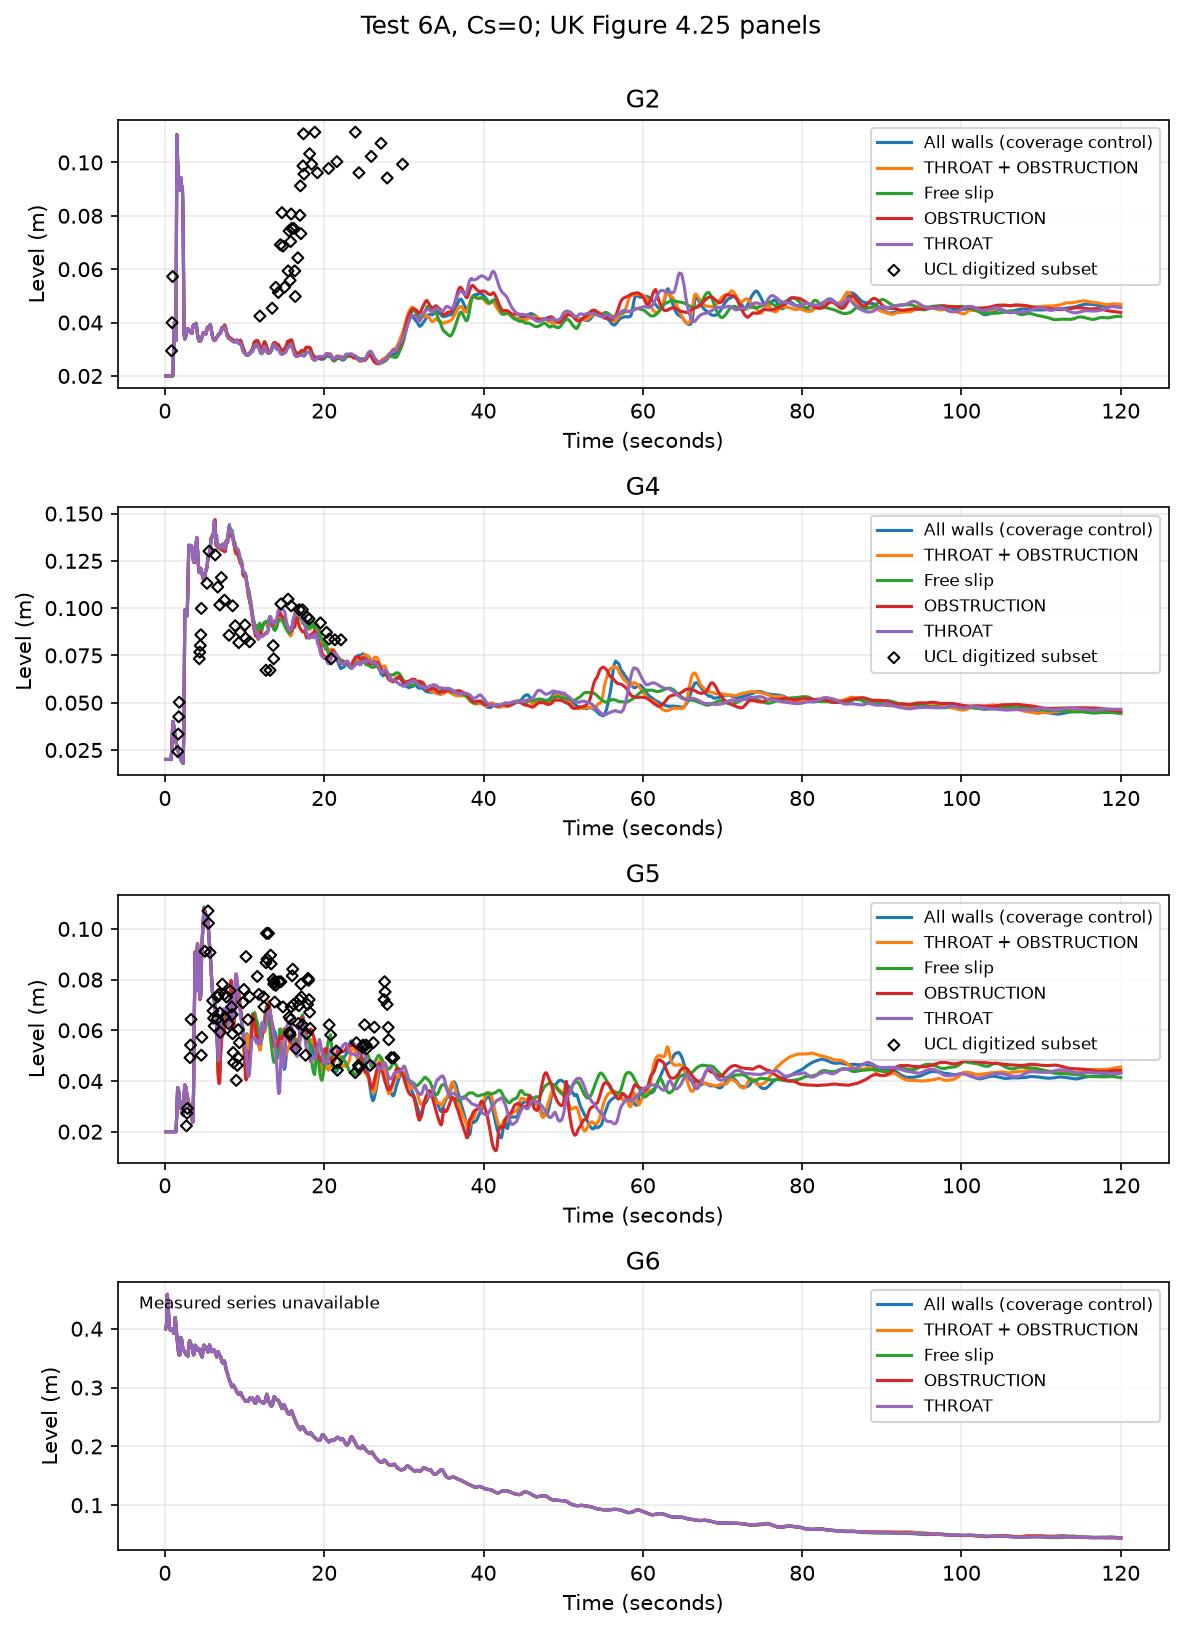 Test 6A, Cs=0; UK Figure 4.25 panels
G2
Level (m)
0.10
0.08
0.06
0.04
0.02
All walls (coverage control)
THROAT + OBSTRUCTION
Free slip
OBSTRUCTION
THROAT
UCL digitized subset
0 20 40 60 80 100 120
Time (seconds)
G4
Level (m)
0.150
0.125
0.100
0.075
0.050
0.025
All walls (coverage control)
THROAT + OBSTRUCTION
Free slip
OBSTRUCTION
THROAT
UCL digitized subset
0 20 40 60 80 100 120
Time (seconds)
G5
Level (m)
0.10
0.08
0.06
0.04
0.02
All walls (coverage control)
THROAT + OBSTRUCTION
Free slip
OBSTRUCTION
THROAT
UCL digitized subset
0 20 40 60 80 100 120
Time (seconds)
G6
Level (m)
0.4
0.3
0.2
0.1
Measured series unavailable
All walls (coverage control)
THROAT + OBSTRUCTION
Free slip
OBSTRUCTION
THROAT
0 20 40 60 80 100 120
Time (seconds)